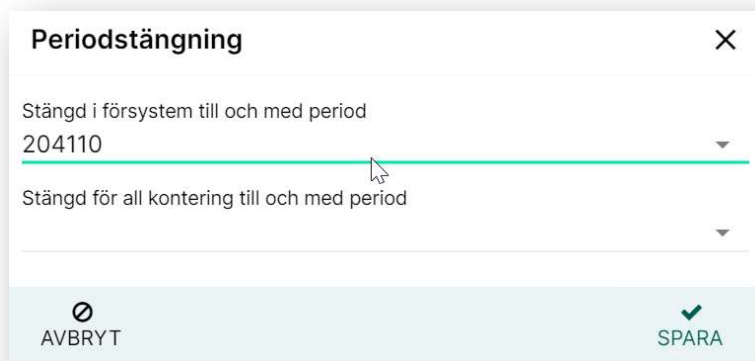 Periodstängning
Stängd i försystem till och med period
204110
Stängd för all kontering till och med period
AVBRYT
SPARA